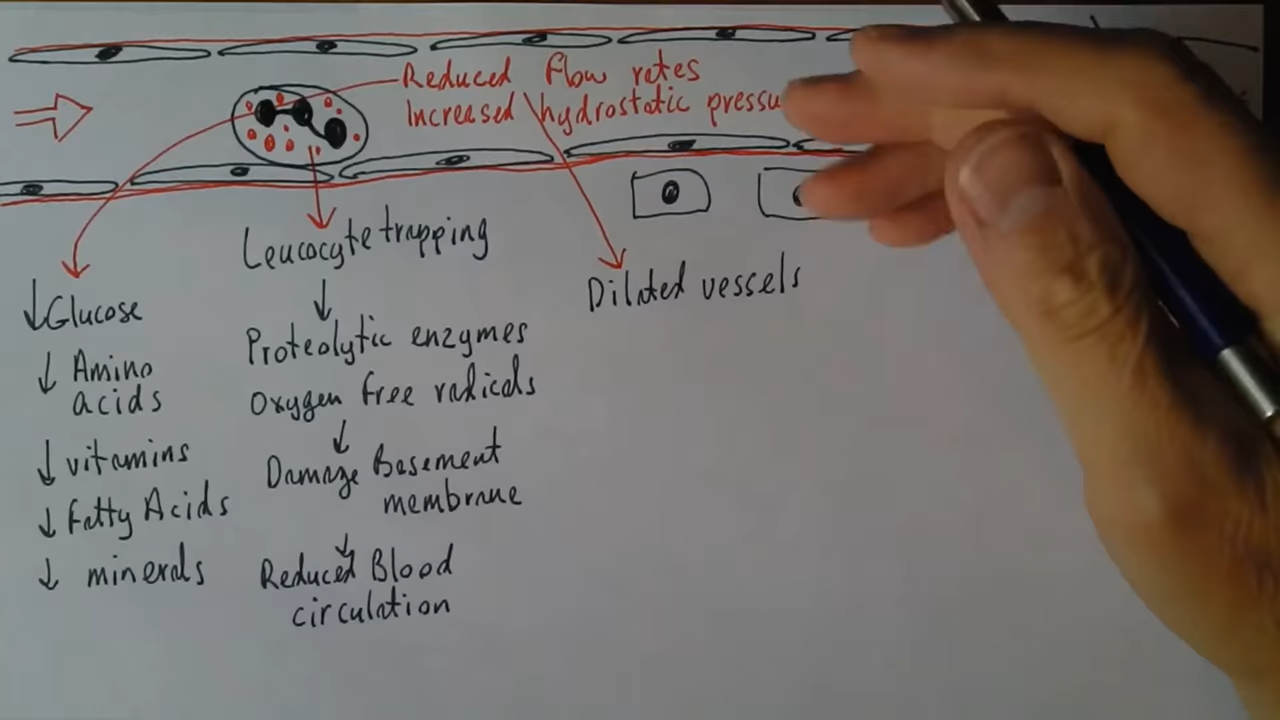 Reduced flow rates
Increased hydrostatic pressu
Leucocyte trapping
↓
Proteolytic enzymes
Oxygen free radicals
↓
Damage Basement
membrane
↓
Reduced Blood
circulation
↓ Glucose
↓ Amino
acids
↓ vitamins
↓ Fatty Acids
↓ minerals
Dilated vessels